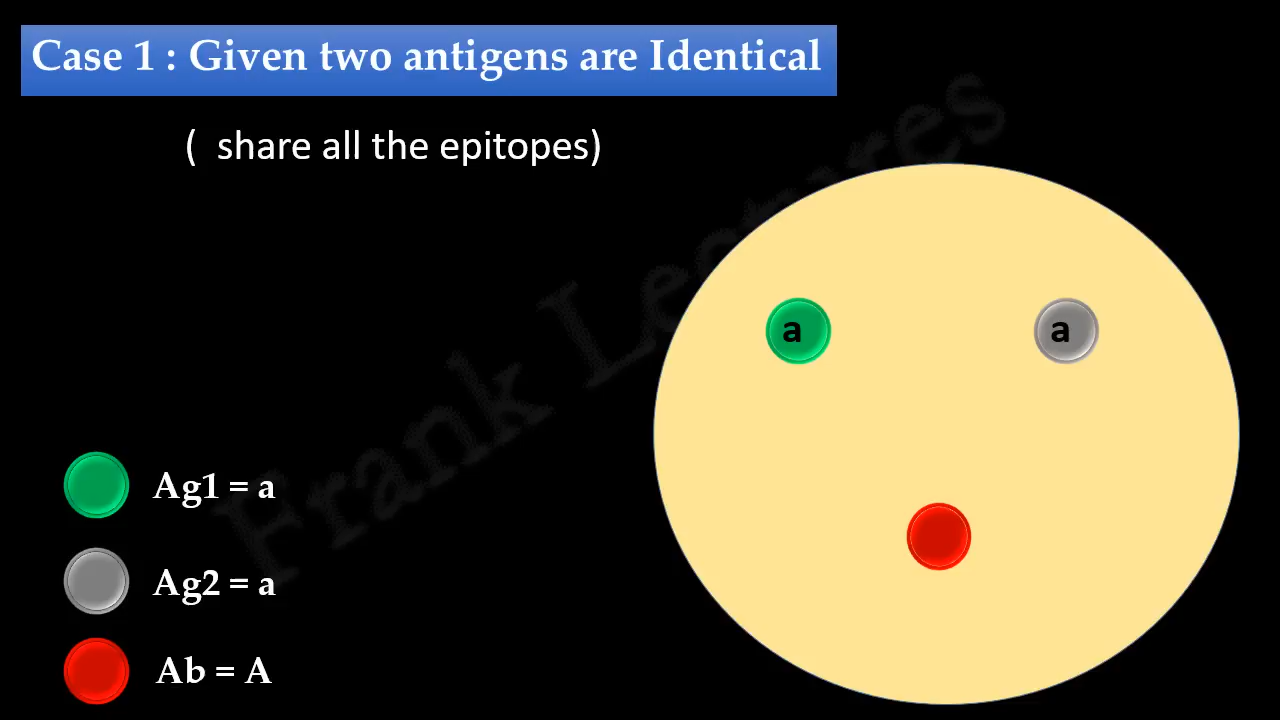 Case 1 : Given two antigens are Identical
( share all the epitopes)
a
a
Ag1 = a
Ag2 = a
Ab = A
Frank Lectures